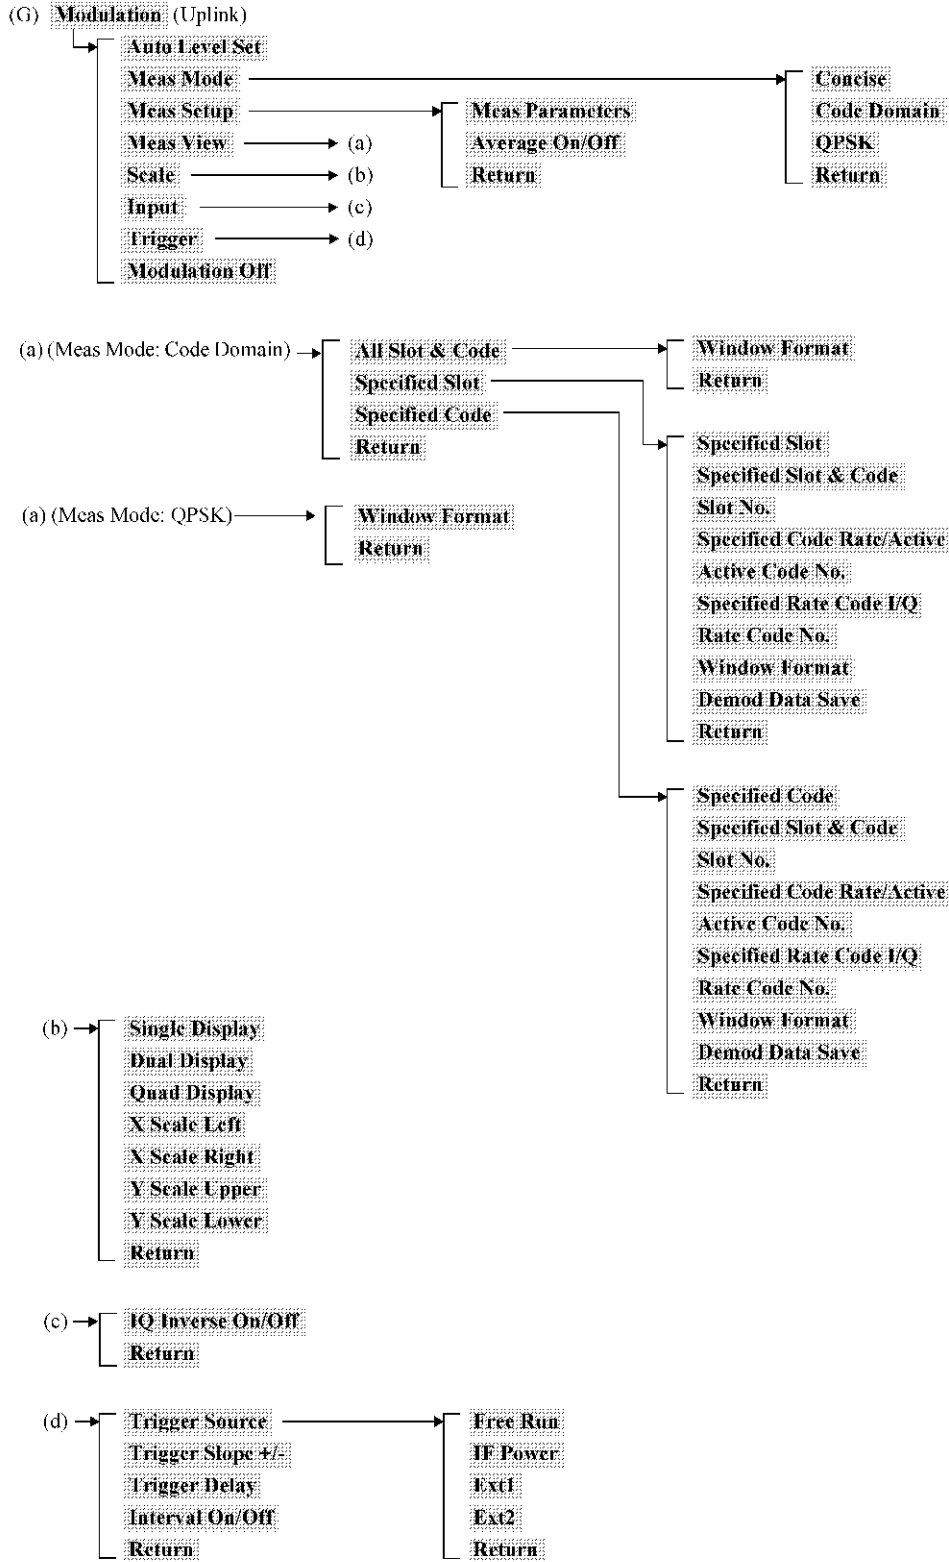 (G) Modulation (Uplink)
Auto Level Set
Meas Mode
Concise
Meas Setup
Meas Parameters
Code Domain
Meas View
(a)
Average On/Off
QPSK
Scale
(b)
Return
Return
Input
(c)
Trigger
(d)
Modulation Off
(a) (Meas Mode: Code Domain)
All Slot & Code
Specified Slot
Specified Code
Return
Window Format
Return
Specified Slot
Specified Slot & Code
Slot No.
Specified Code Rate/Active
Active Code No.
Specified Rate Code I/Q
Rate Code No.
Window Format
Demod Data Save
Return
(a) (Meas Mode: QPSK)
Window Format
Return
Specified Code
Specified Slot & Code
Slot No.
Specified Code Rate/Active
Active Code No.
Specified Rate Code I/Q
Rate Code No.
Window Format
Demod Data Save
Return
(b)
Single Display
Dual Display
Quad Display
X Scale Left
X Scale Right
Y Scale Upper
Y Scale Lower
Return
(c)
IQ Inverse On/Off
Return
(d)
Trigger Source
Trigger Slope +/-
Trigger Delay
Interval On/Off
Return
Free Run
IF Power
Ext1
Ext2
Return